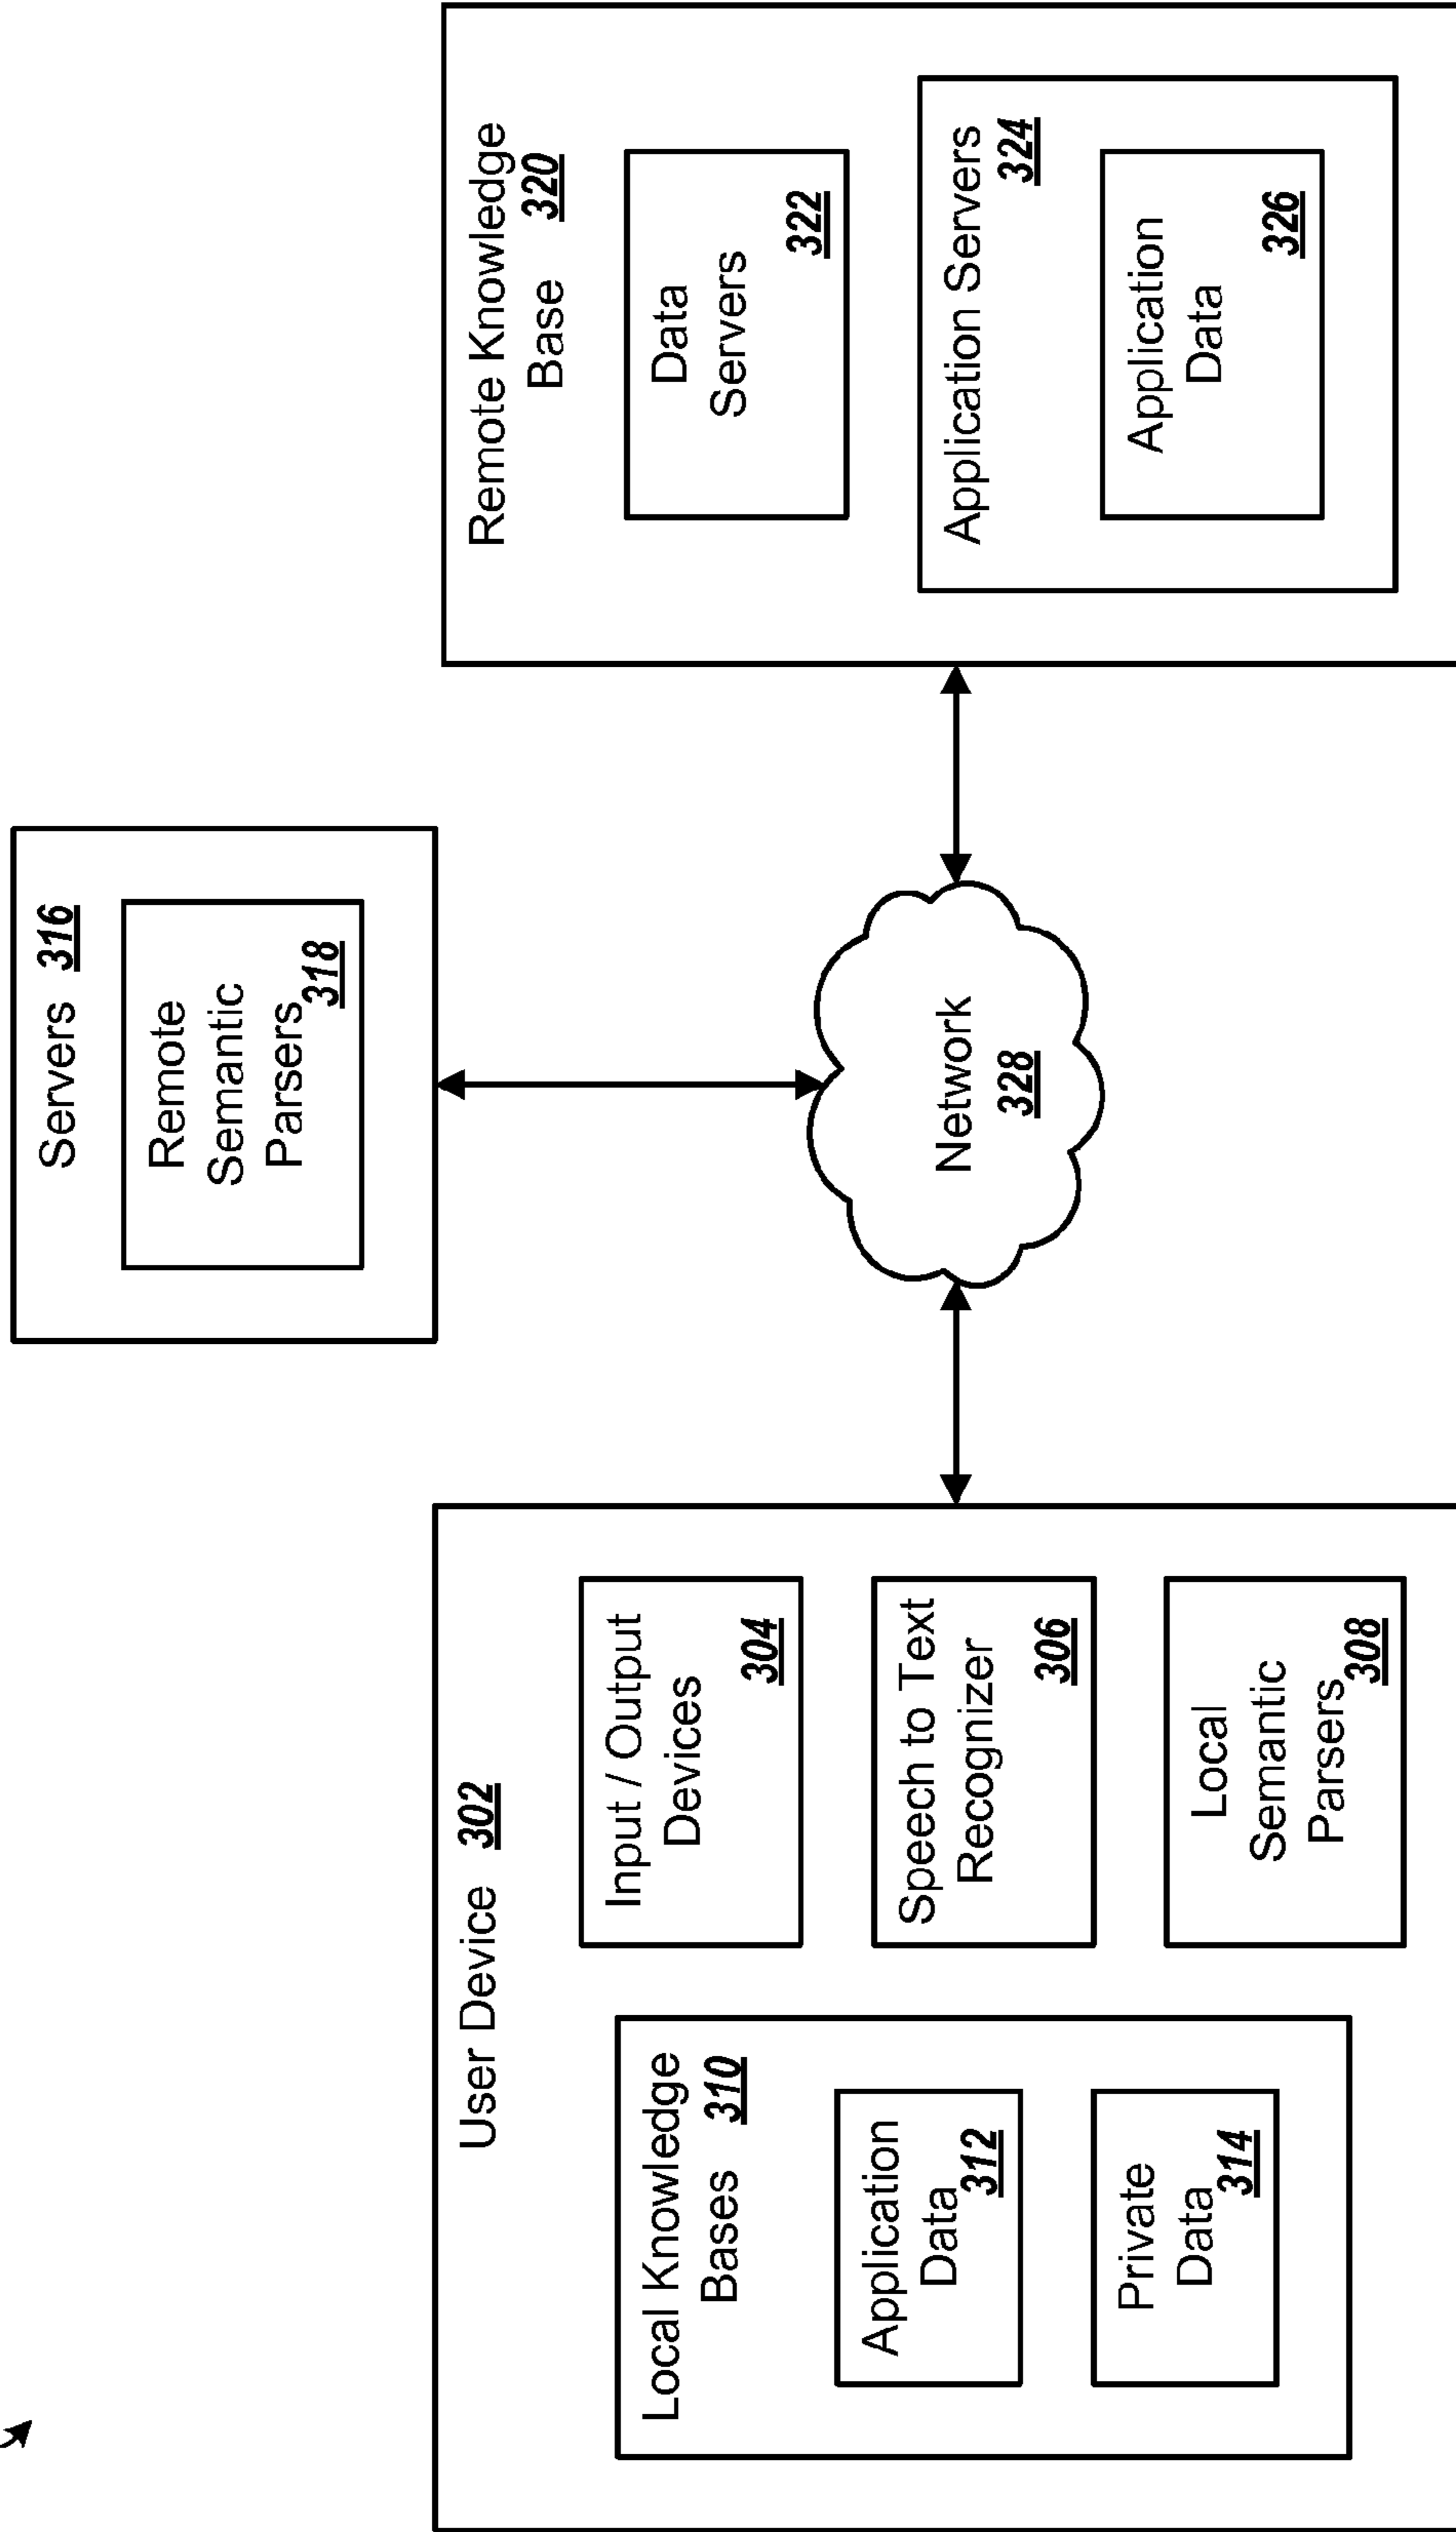 Servers 316
Remote
Semantic
Parsers 318
User Device 302
Local Knowledge
Bases 310
Application
Data 312
Private
Data 314
Input / Output
Devices
304
Speech to Text
Recognizer
306
Local
Semantic
Parsers 308
Network
328
Remote Knowledge
Base 320
Data
Servers
322
Application Servers
324
Application
Data
326